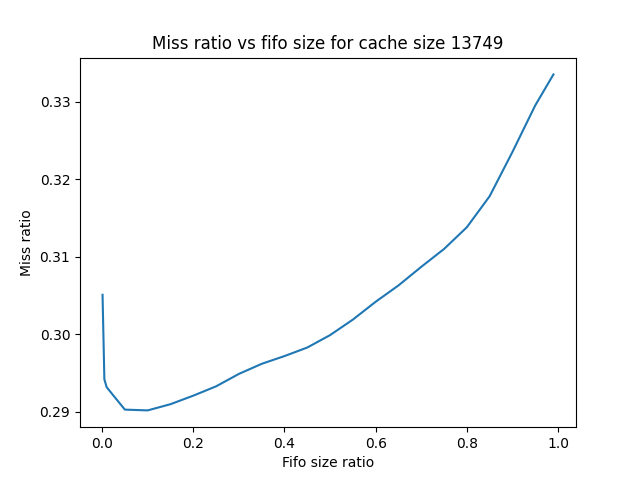 Miss ratio vs fifo size for cache size 13749
0.33
0.32
0.31
0.30
0.29
Miss ratio
0.0 0.2 0.4 0.6 0.8 1.0
Fifo size ratio